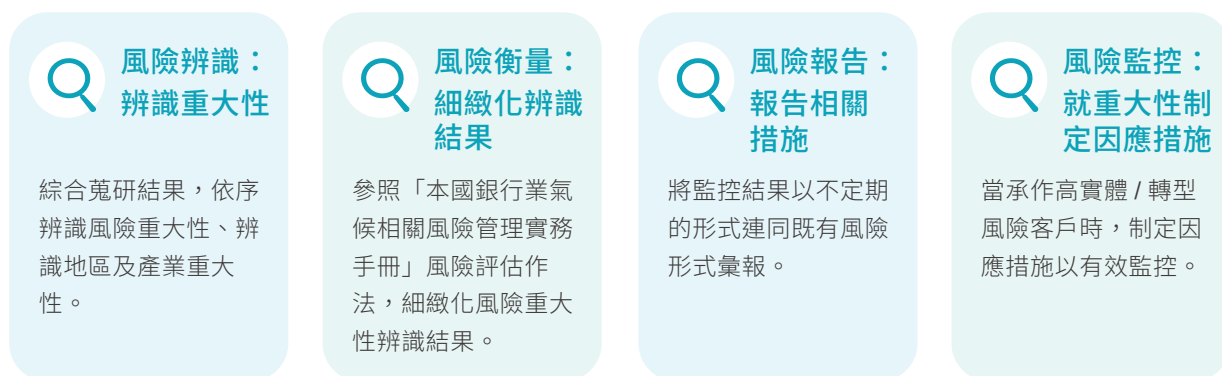 風險辨識：
辨識重大性
綜合蒐研結果，依序
辨識風險重大性、辨
識地區及產業重大
性。
風險衡量：
細緻化辨識
結果
參照「本國銀行業氣
候相關風險管理實務
手冊」風險評估作
法，細緻化風險重大
性辨識結果。
風險報告：
報告相關
措施
將監控結果以不定期
的形式連同既有風險
形式彙報。
風險監控：
就重大性制
定因應措施
當承作高實體 / 轉型
風險客戶時，制定因
應措施以有效監控。